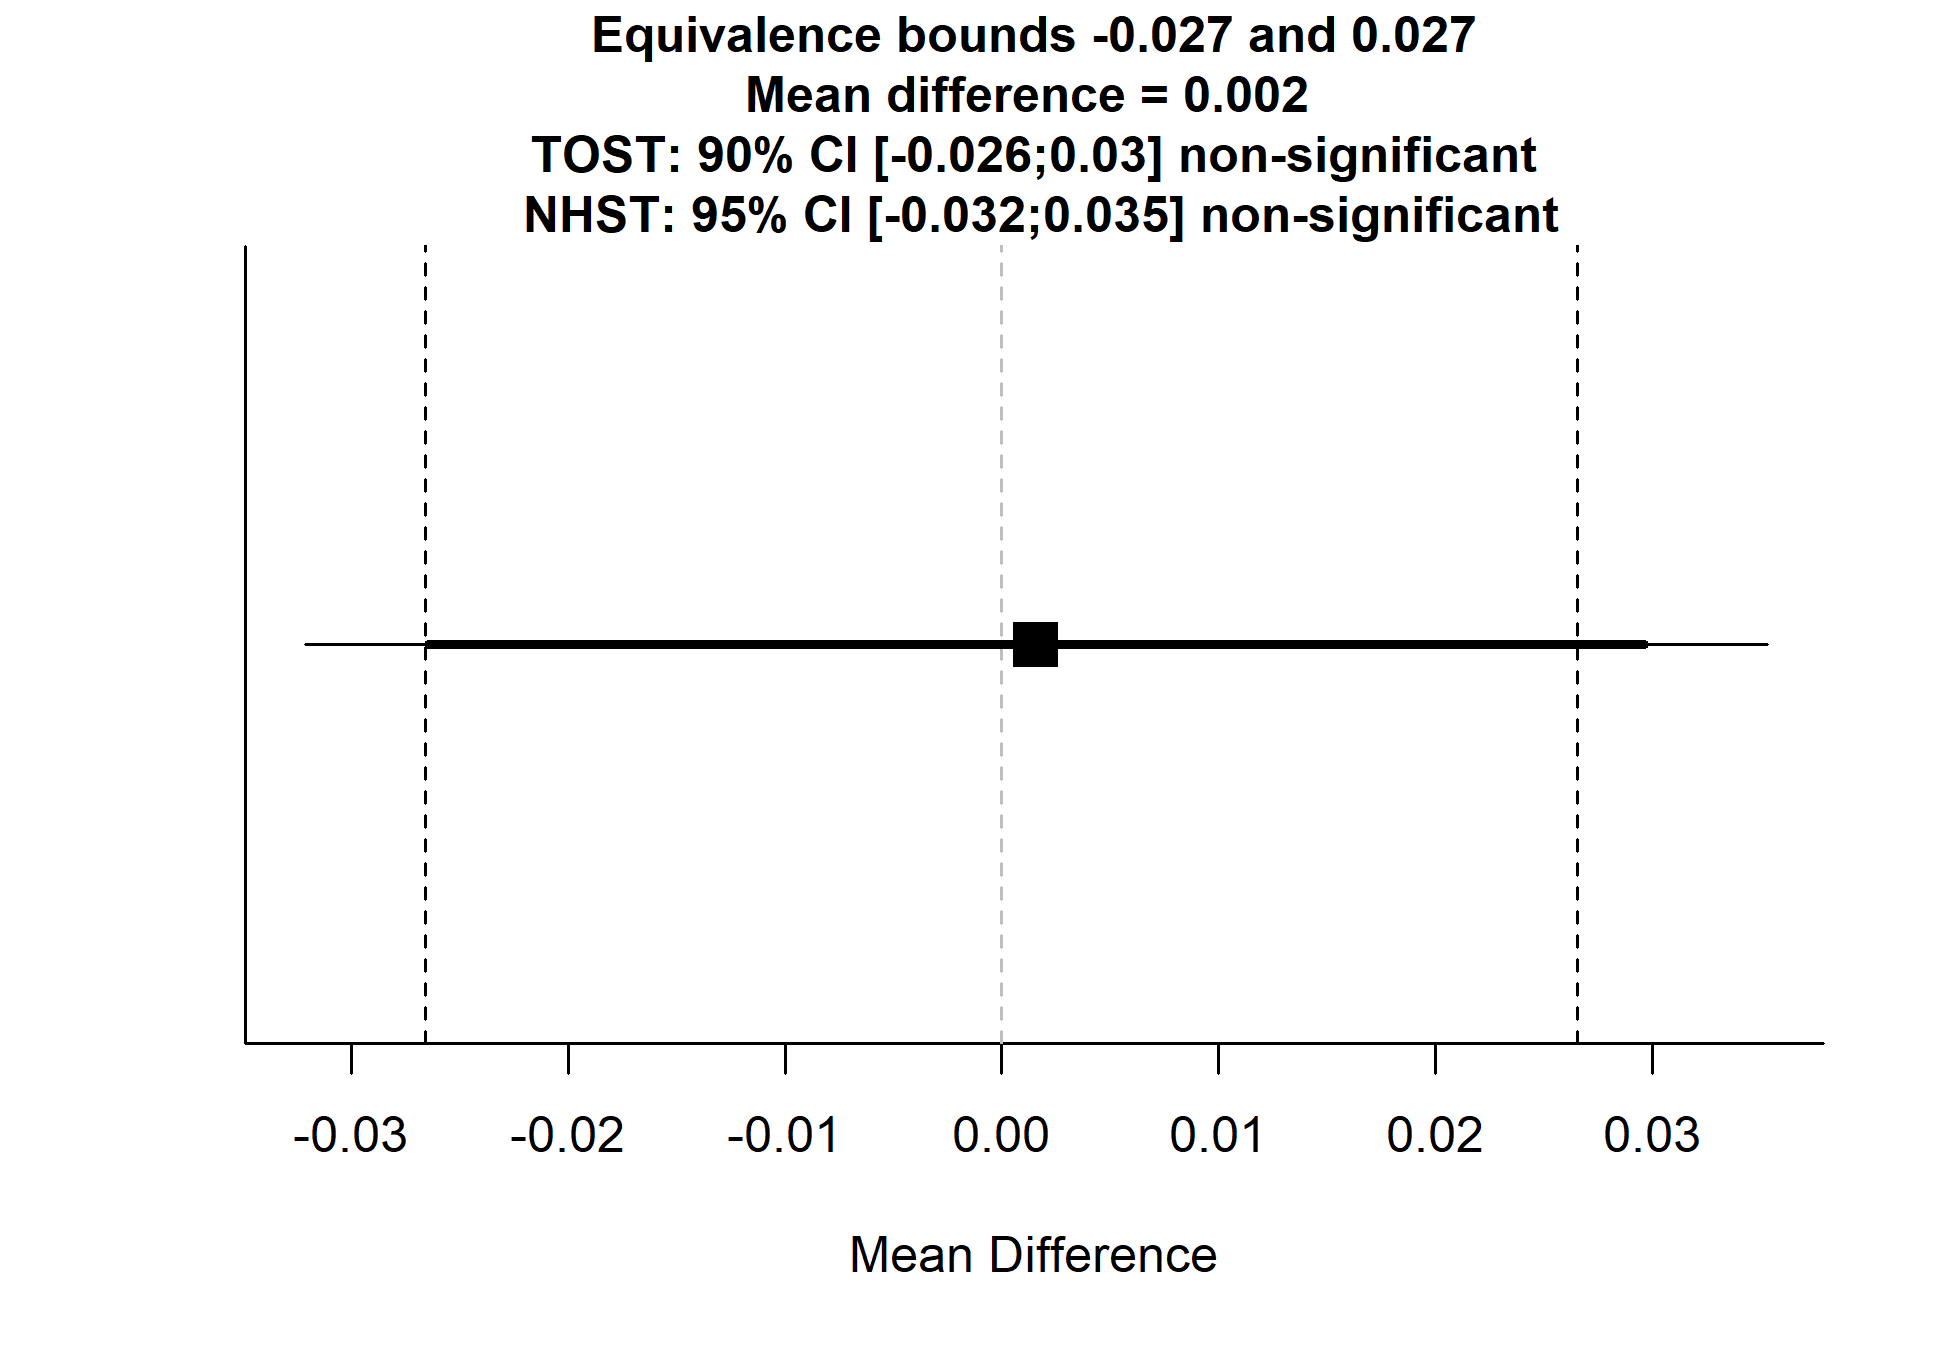 Equivalence bounds -0.027 and 0.027
Mean difference = 0.002
TOST: 90% CI [-0.026;0.03] non-significant
NHST: 95% CI [-0.032;0.035] non-significant
-0.03 -0.02 -0.01 0.00 0.01 0.02 0.03
Mean Difference